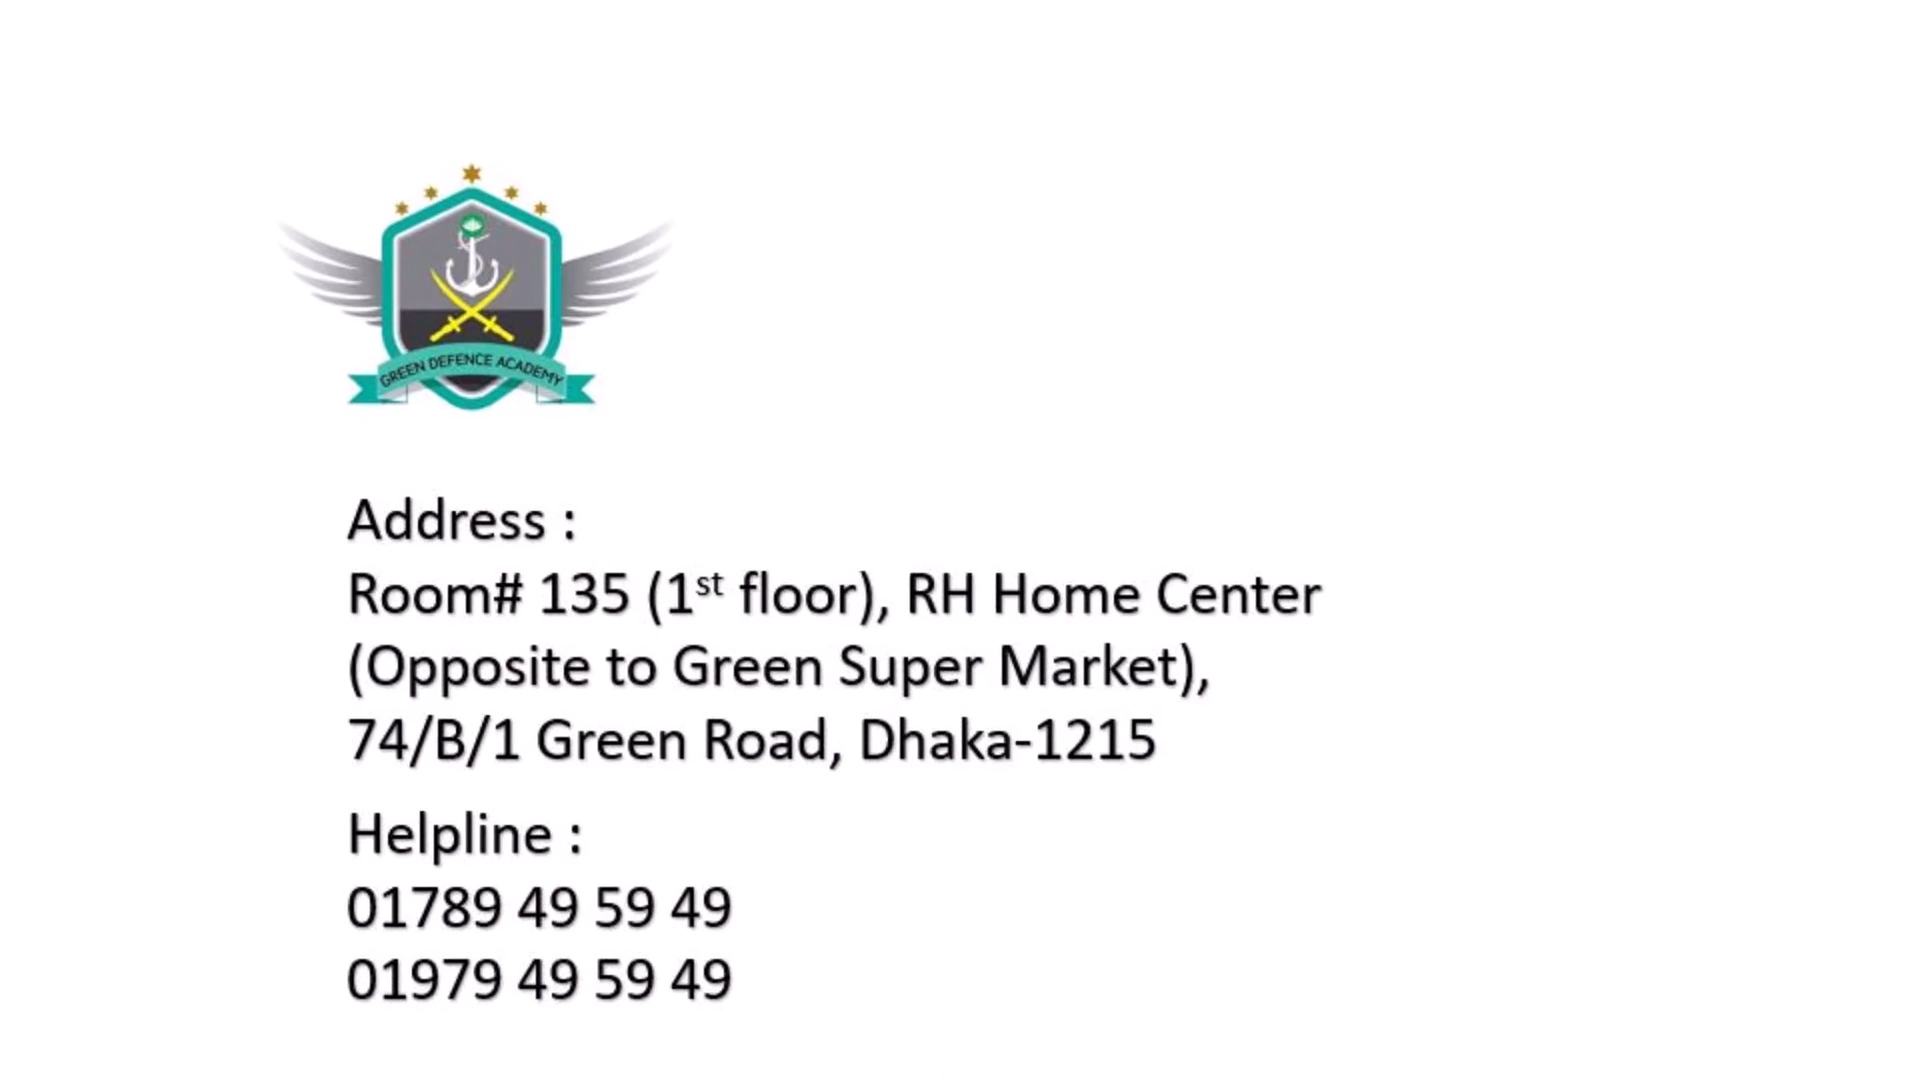 GREEN DEFENCE ACADEMY
Address :
Room# 135 (1st floor), RH Home Center
(Opposite to Green Super Market),
74/B/1 Green Road, Dhaka-1215
Helpline :
01789 49 59 49
01979 49 59 49